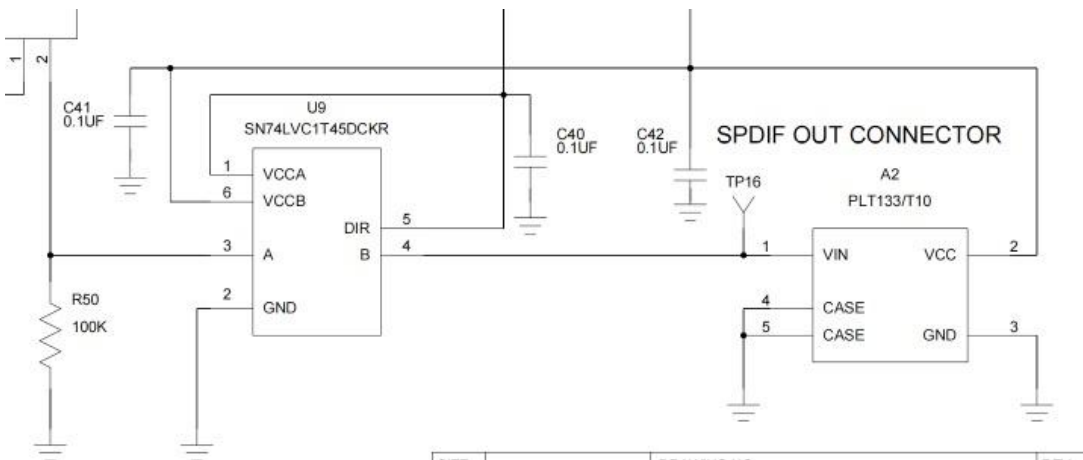 1
2
C41
0.1UF
U9
SN74LVC1T45DCKR
1
VCCA
6
VCCB
DIR
5
3
A
B
4
2
GND
R50
100K
C40
0.1UF
C42
0.1UF
SPDIF OUT CONNECTOR
TP16
A2
PLT133/T10
1
VIN
VCC
2
4
CASE
5
CASE
GND
3